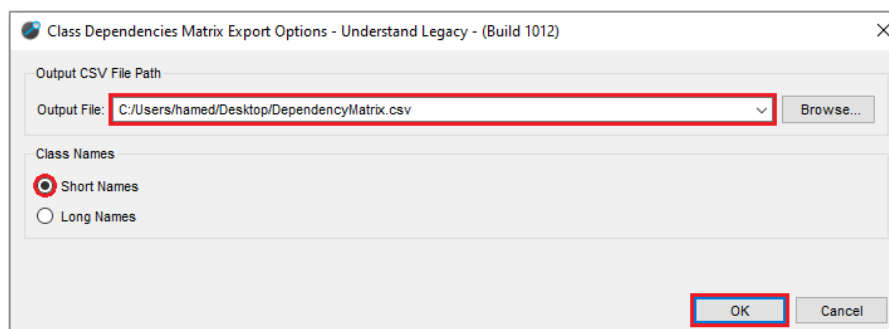 Class Dependencies Matrix Export Options - Understand Legacy - (Build 1012)
Output CSV File Path
Output File: C:/Users/hamed/Desktop/DependencyMatrix.csv Browse...
Class Names
Short Names
Long Names
OK Cancel